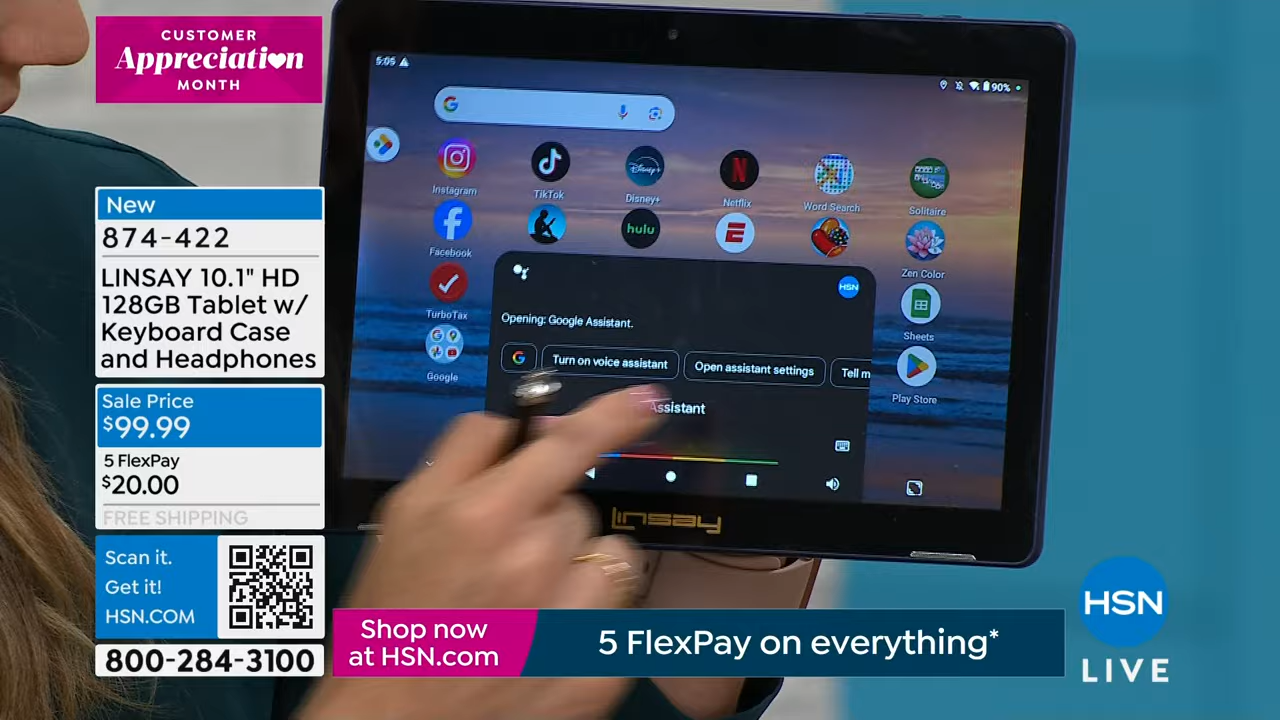 CUSTOMER
Appreciation
MONTH
New
874-422
LINSAY 10.1" HD
128GB Tablet w/
Keyboard Case
and Headphones
Sale Price
$99.99
5 FlexPay
$20.00
FREE SHIPPING
Scan it.
Get it!
HSN.COM
800-284-3100
5:05
90%
Instagram
TikTok
Disney+
Netflix
Word Search
Solitaire
Facebook
hulu
Zen Color
TurboTax
Sheets
Google
Play Store
HSN
Opening: Google Assistant.
Turn on voice assistant
Open assistant settings
Tell m
Assistant
LINSAY
Shop now
at HSN.com
5 FlexPay on everything*
HSN
LIVE